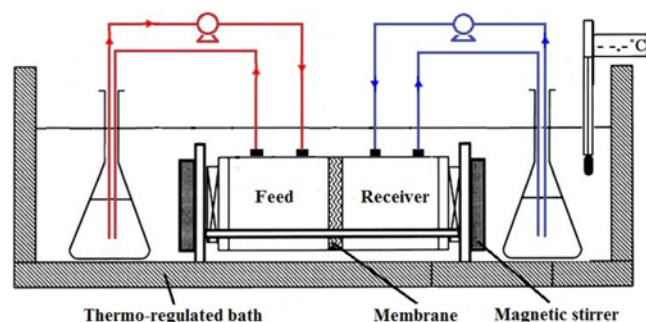 --.-°C
Feed
Receiver
Thermo-regulated bath
Membrane
Magnetic stirrer